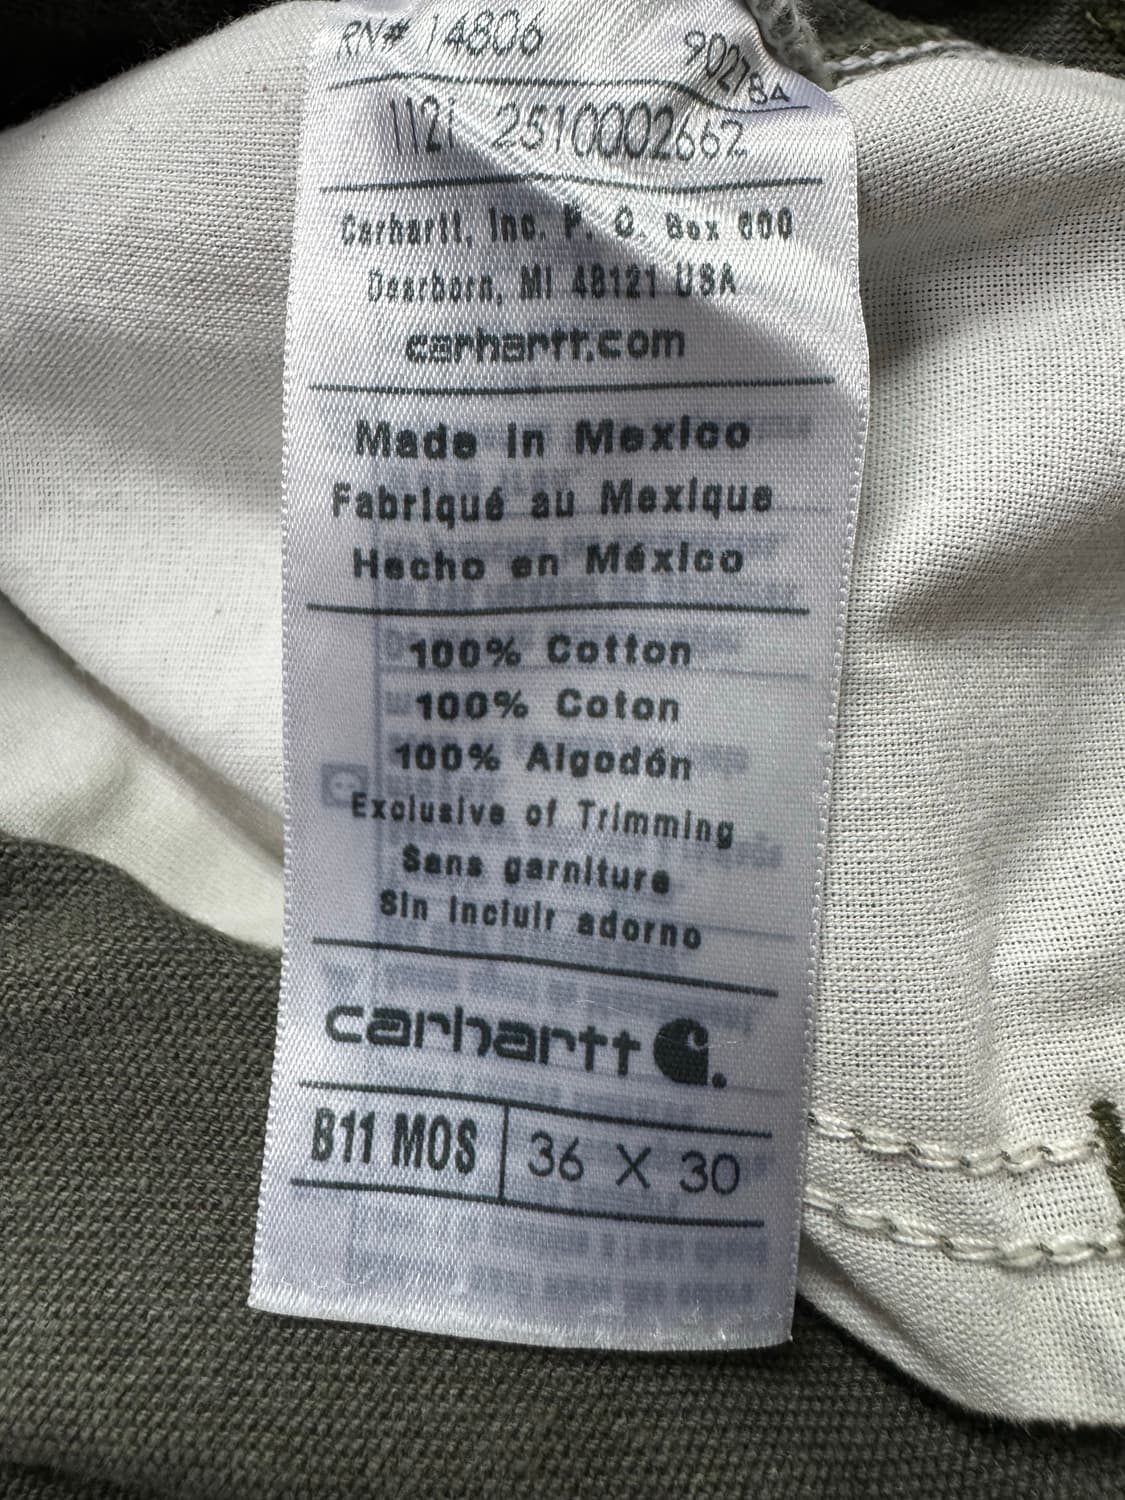 RN# 14806 902784
112i 2510002662
Carhartt, Inc. P. O. Box 600
Dearborn, MI 48121 USA
carhartt.com
Made in Mexico
Fabriqué au Mexique
Hecho en México
100% Cotton
100% Coton
100% Algodón
Exclusive of Trimming
Sans garniture
Sin incluir adorno
carhartt
B11 MOS 36 X 30